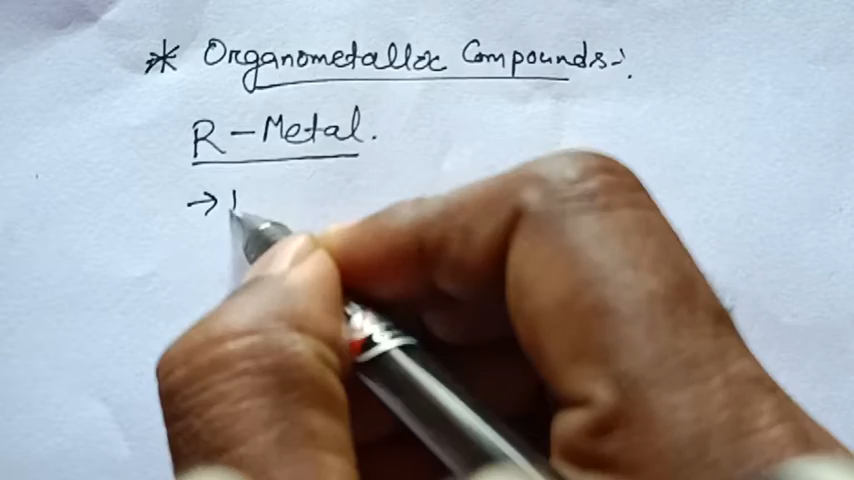 * Organometallic Compounds:-
R - Metal.
→